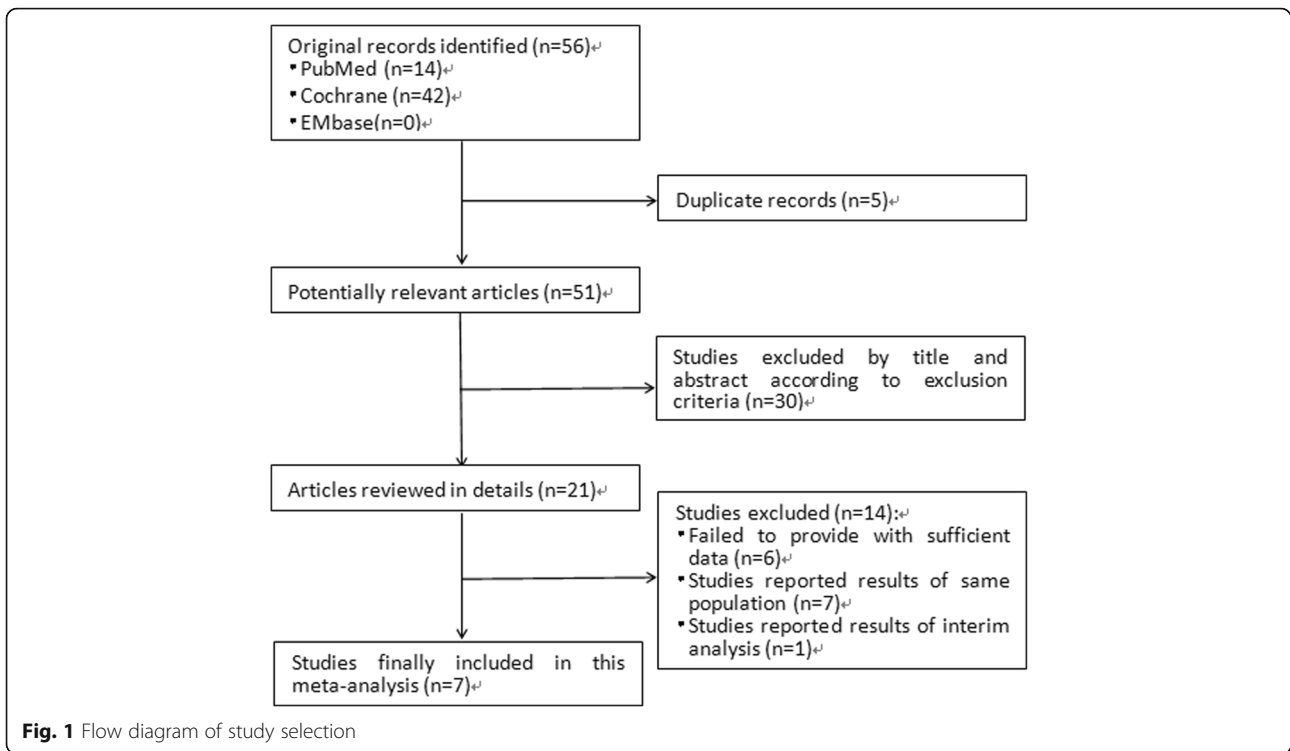 Original records identified (n=56)↵
▪PubMed (n=14)↵
▪Cochrane (n=42)↵
▪EMbase(n=0)↵
Duplicate records (n=5)↵
Potentially relevant articles (n=51)↵
Studies excluded by title and
abstract according to exclusion
criteria (n=30)↵
Articles reviewed in details (n=21)↵
Studies excluded (n=14):↵
▪Failed to provide with sufficient
data (n=6)↵
▪Studies reported results of same
population (n=7)↵
▪Studies reported results of interim
analysis (n=1)↵
Studies finally included in this
meta-analysis (n=7)↵
Fig. 1 Flow diagram of study selection